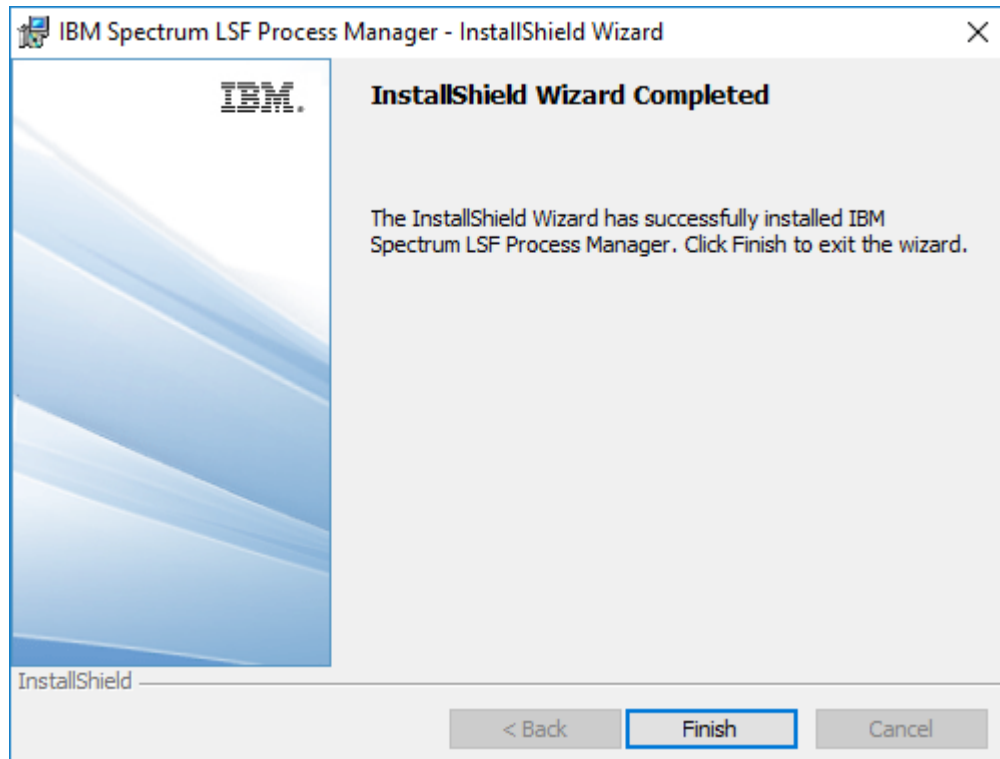 IBM Spectrum LSF Process Manager - InstallShield Wizard
IBM.
InstallShield Wizard Completed
The InstallShield Wizard has successfully installed IBM
Spectrum LSF Process Manager. Click Finish to exit the wizard.
InstallShield
< Back
Finish
Cancel